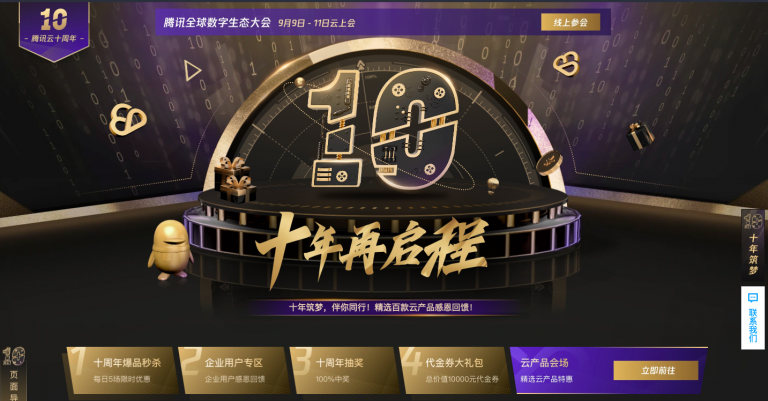 10
腾讯云十周年
腾讯全球数字生态大会 9月9日 - 11日云上会
线上参会
10
十年再启程
十年筑梦，伴你同行！精选百款云产品感恩回馈！
10
十年筑梦
联系我们
10
页面导
1 十周年爆品秒杀
每日5场限时优惠
2 企业用户专区
企业用户感恩回馈
3 十周年抽奖
100%中奖
4 代金券大礼包
总价值10000元代金券
云产品会场
精选云产品特惠
立即前往